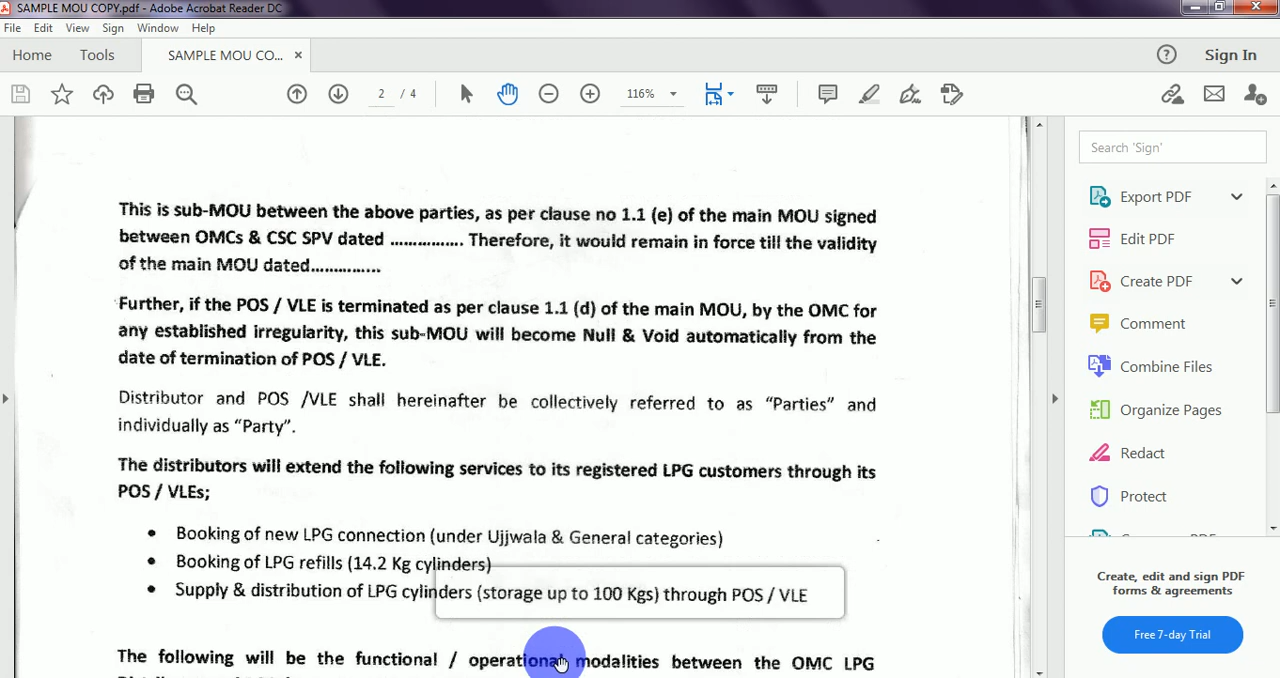 SAMPLE MOU COPY.pdf - Adobe Acrobat Reader DC
File Edit View Sign Window Help
Home Tools SAMPLE MOU CO... × Sign In
2 / 4 116%
Search 'Sign'
Export PDF
Edit PDF
Create PDF
Comment
Combine Files
Organize Pages
Redact
Protect
Create, edit and sign PDF
forms & agreements
Free 7-day Trial
This is sub-MOU between the above parties, as per clause no 1.1 (e) of the main MOU signed
between OMCs & CSC SPV dated ................ Therefore, it would remain in force till the validity
of the main MOU dated...............
Further, if the POS / VLE is terminated as per clause 1.1 (d) of the main MOU, by the OMC for
any established irregularity, this sub-MOU will become Null & Void automatically from the
date of termination of POS / VLE.
Distributor and POS /VLE shall hereinafter be collectively referred to as “Parties” and
individually as “Party”.
The distributors will extend the following services to its registered LPG customers through its
POS / VLEs;
• Booking of new LPG connection (under Ujjwala & General categories)
• Booking of LPG refills (14.2 Kg cylinders)
• Supply & distribution of LPG cylinders (storage up to 100 Kgs) through POS / VLE
The following will be the functional / operational modalities between the OMC LPG